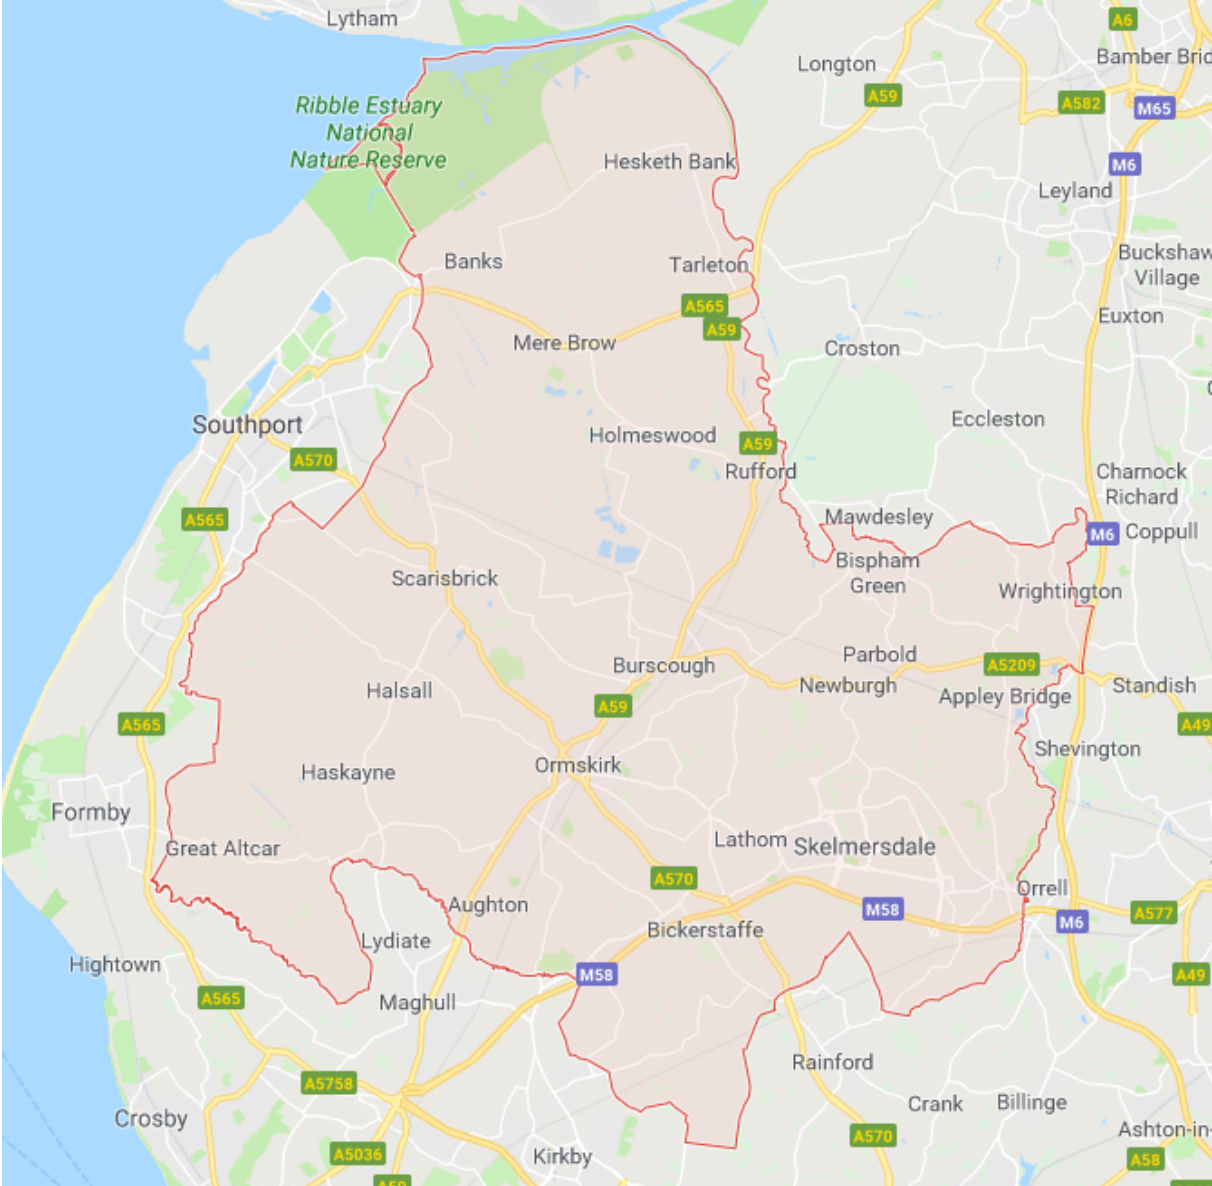 Lytham
A6
Longton
Bamber Brid
A59
A582
M65
Ribble Estuary
National
Nature Reserve
Hesketh Bank
M6
Leyland
Banks
Tarleton
Buckshaw
Village
A565
A59
Euxton
Mere Brow
Croston
Southport
Holmeswood
A59
Eccleston
A570
Rufford
Charnock
Richard
A565
Mawdesley
M6
Coppull
Scarisbrick
Bispham
Green
Wrightington
Burscough
Parbold
A5209
Halsall
Newburgh
Appley Bridge
Standish
A59
A565
A49
Shevington
Ormskirk
Haskayne
Formby
Great Altcar
Lathom
Skelmersdale
A570
Orrell
Aughton
M58
A577
Bickerstaffe
M6
Lydiate
Hightown
M58
A49
A565
Maghull
Rainford
A5758
Crank
Billinge
Crosby
Ashton-in-
A570
A5036
Kirkby
A58
A59